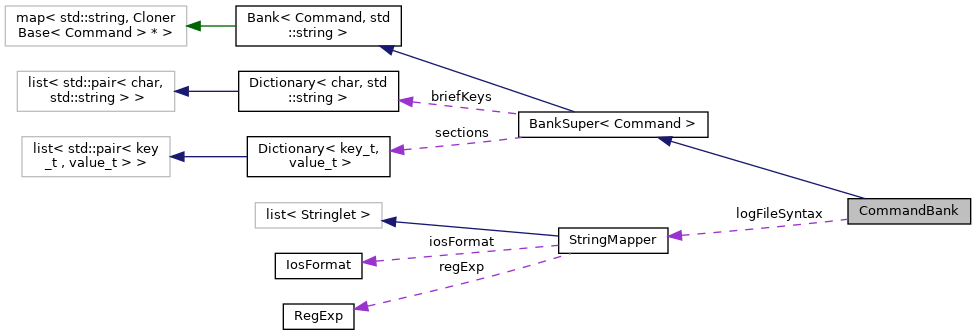 map< std::string, Cloner
Base< Command > * >
Bank< Command, std
::string >
list< std::pair< char,
std::string > >
Dictionary< char, std
::string >
briefKeys
BankSuper< Command >
sections
list< std::pair< key
_t , value_t > >
Dictionary< key_t,
value_t >
CommandBank
logFileSyntax
list< Stringlet >
StringMapper
iosFormat
IosFormat
regExp
RegExp